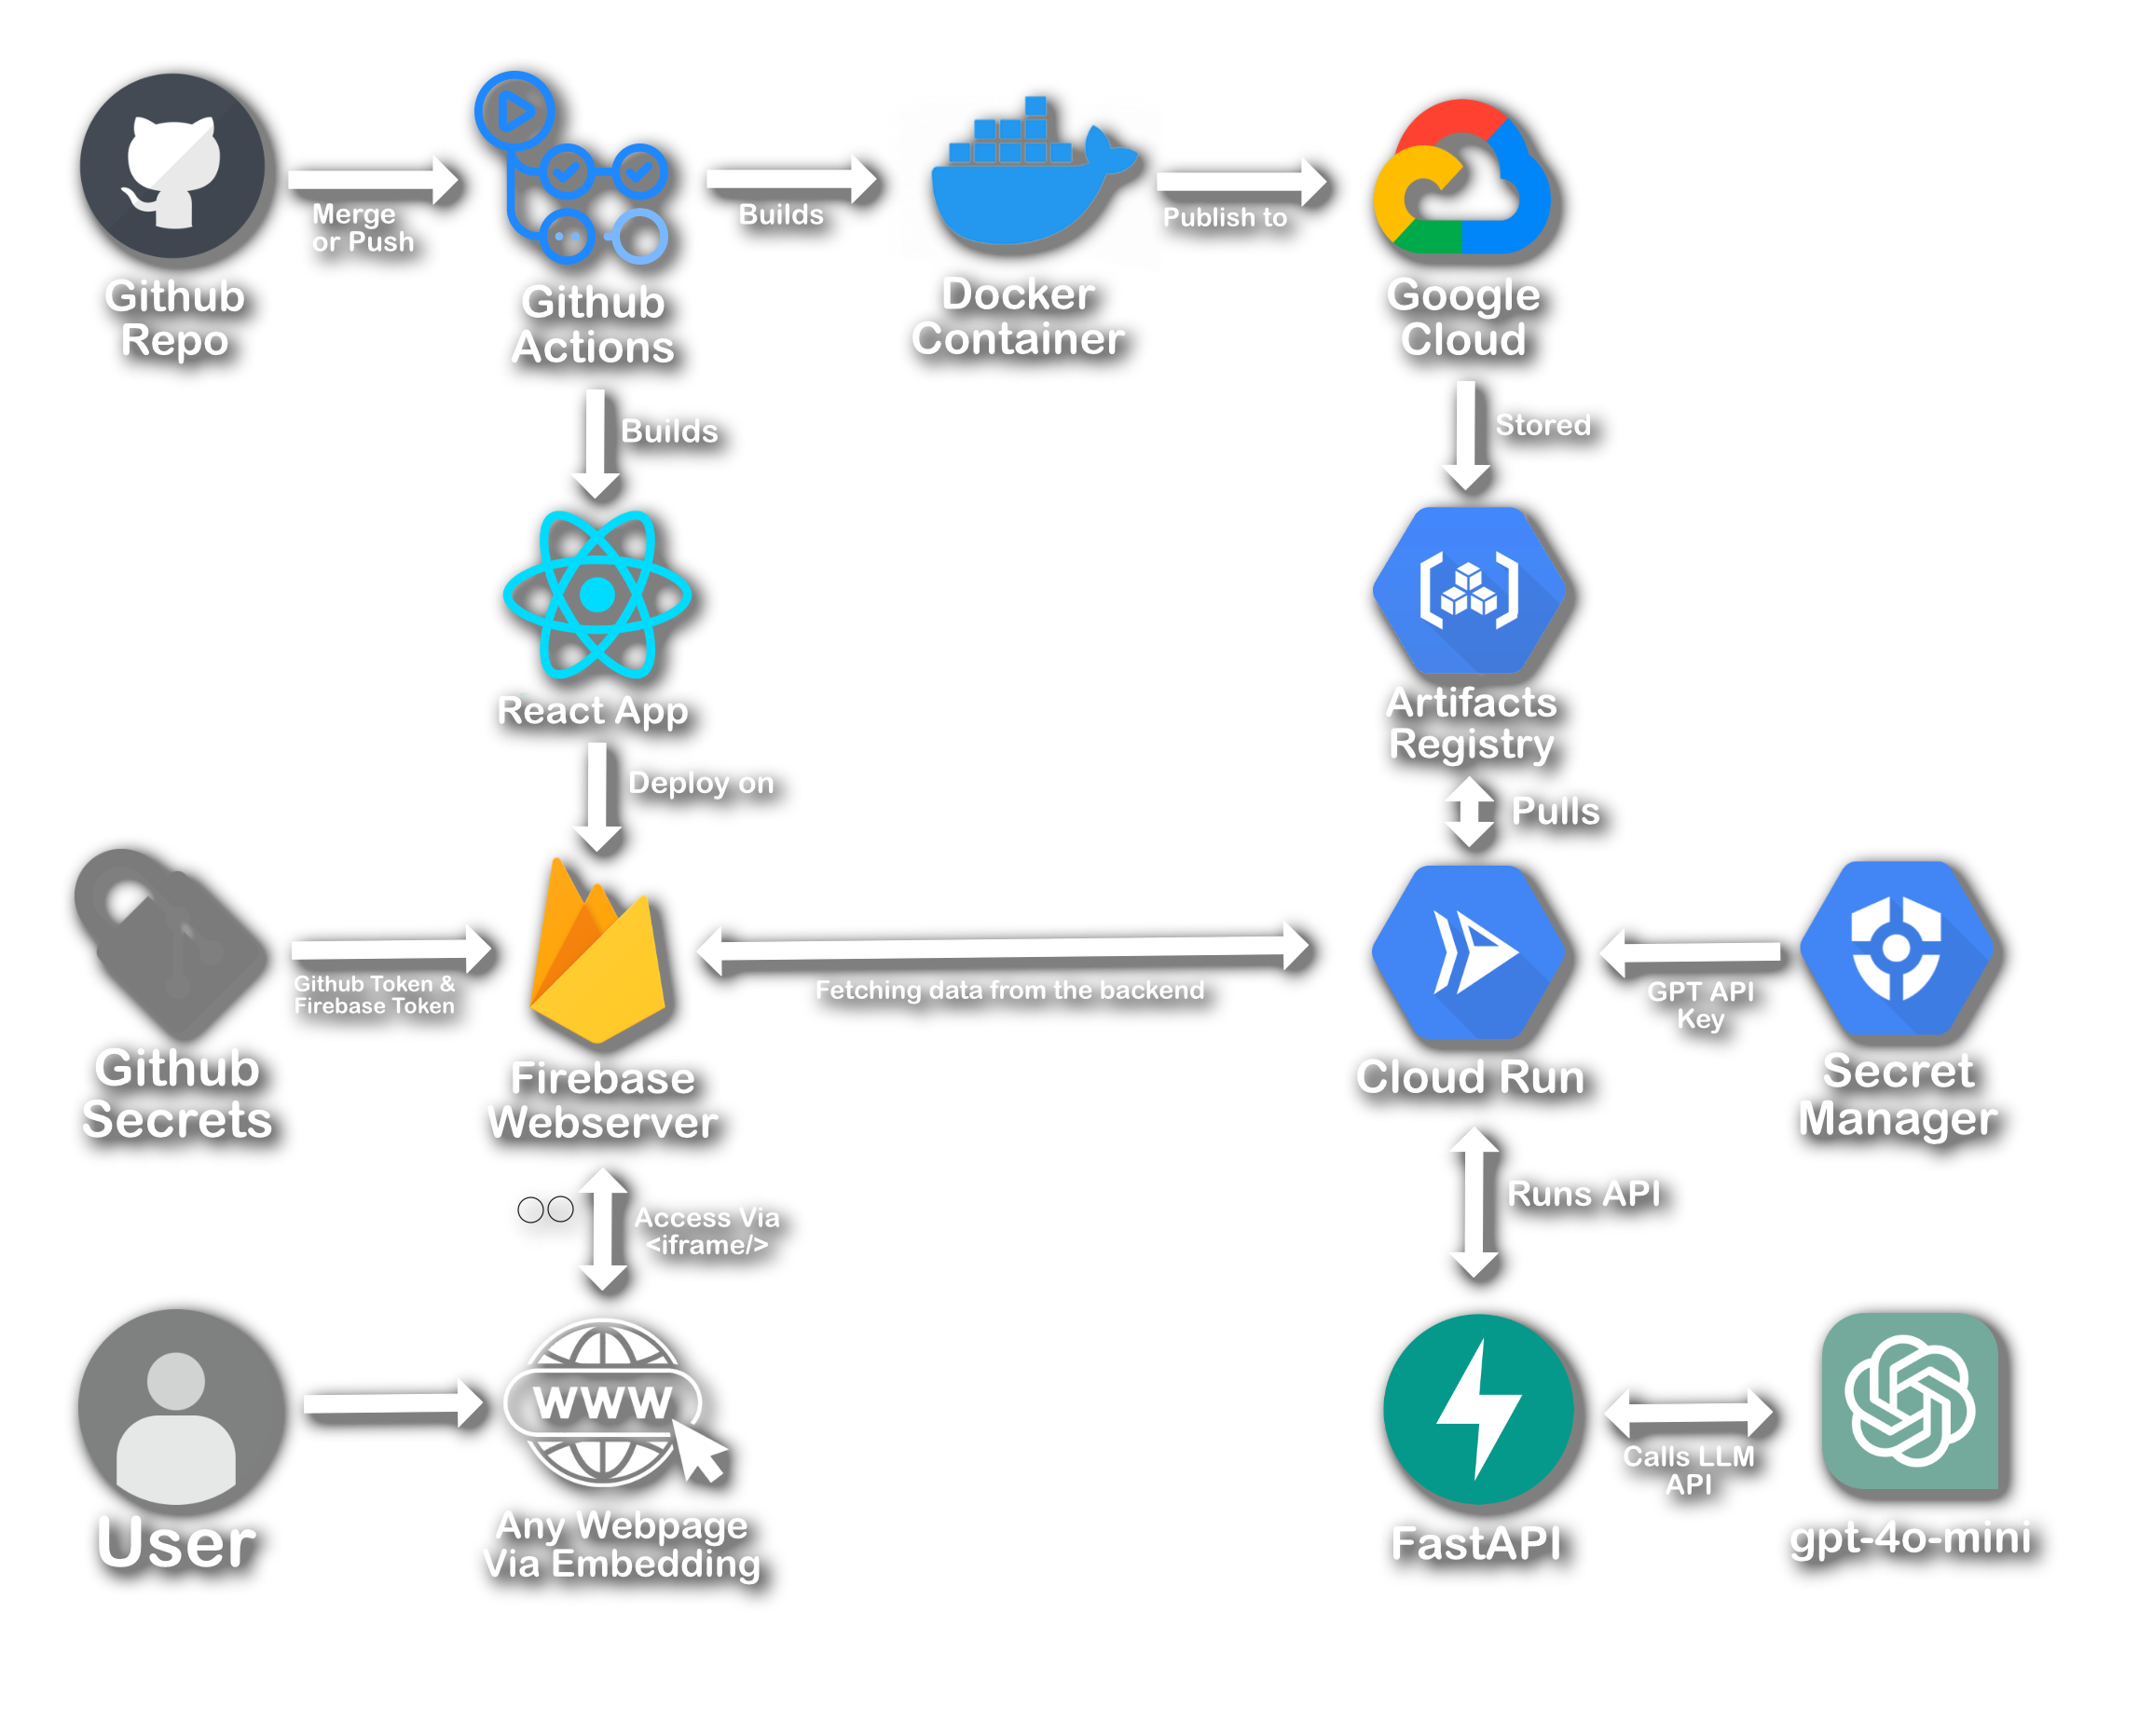 Github
Repo
Merge
or Push
Github
Actions
Builds
Docker
Container
Publish to
Google
Cloud
Builds
Stored
React App
Artifacts
Registry
Deploy on
Pulls
Github
Secrets
Github Token &
Firebase Token
Firebase
Webserver
Fetching data from the backend
Cloud Run
GPT API
Key
Secret
Manager
Access Via
<iframe/>
Runs API
User
www
Any Webpage
Via Embedding
FastAPI
Calls LLM
API
gpt-4o-mini